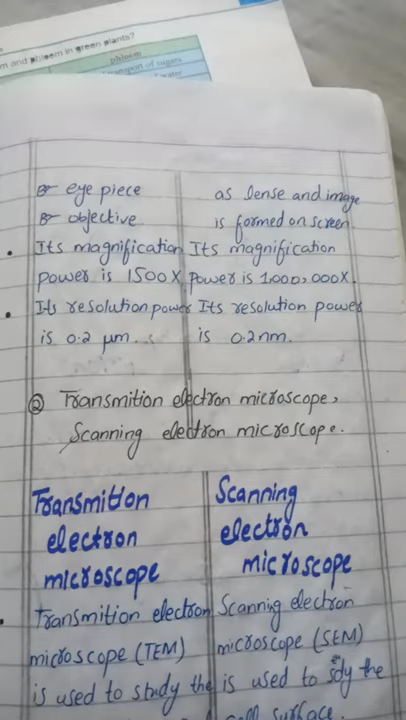 m and phloem in green plants?
phloem
transport of sugars
water
eye piece
objective
as lense and image
is formed on screen
Its magnification
power is 1500X
Its magnification
Power is 1,000,000X.
Its resolution power
is 0.2 µm.
Its resolution power
is 0.2nm.
② Transmition electron microscope,
Scanning electron microscope.
Transmition
electron
microscope
Scanning
electron
microscope
Transmition electron
microscope (TEM)
is used to study the
Scanning electron
microscope (SEM)
is used to sdy the
cell surface.